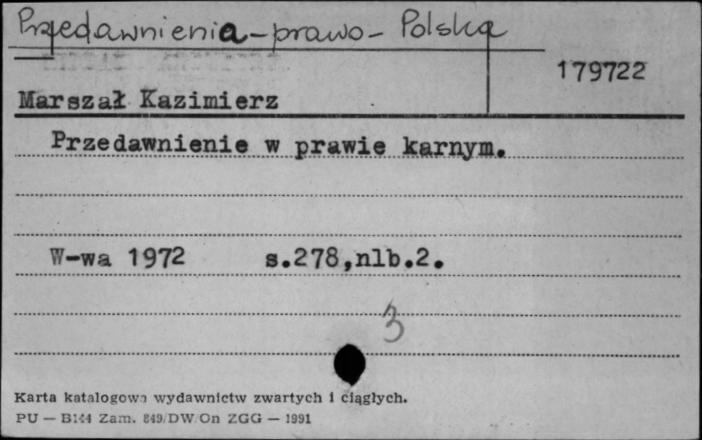 Przedawnienia - prawo - Polska
179722
Marszał Kazimierz
Przedawnienie w prawie karnym.
W-wa 1972 s.278,nlb.2.
3
Karta katalogowa wydawnictw zwartych i ciągłych.
PU — B144 Zam. 849/DW/On ZGG — 1991